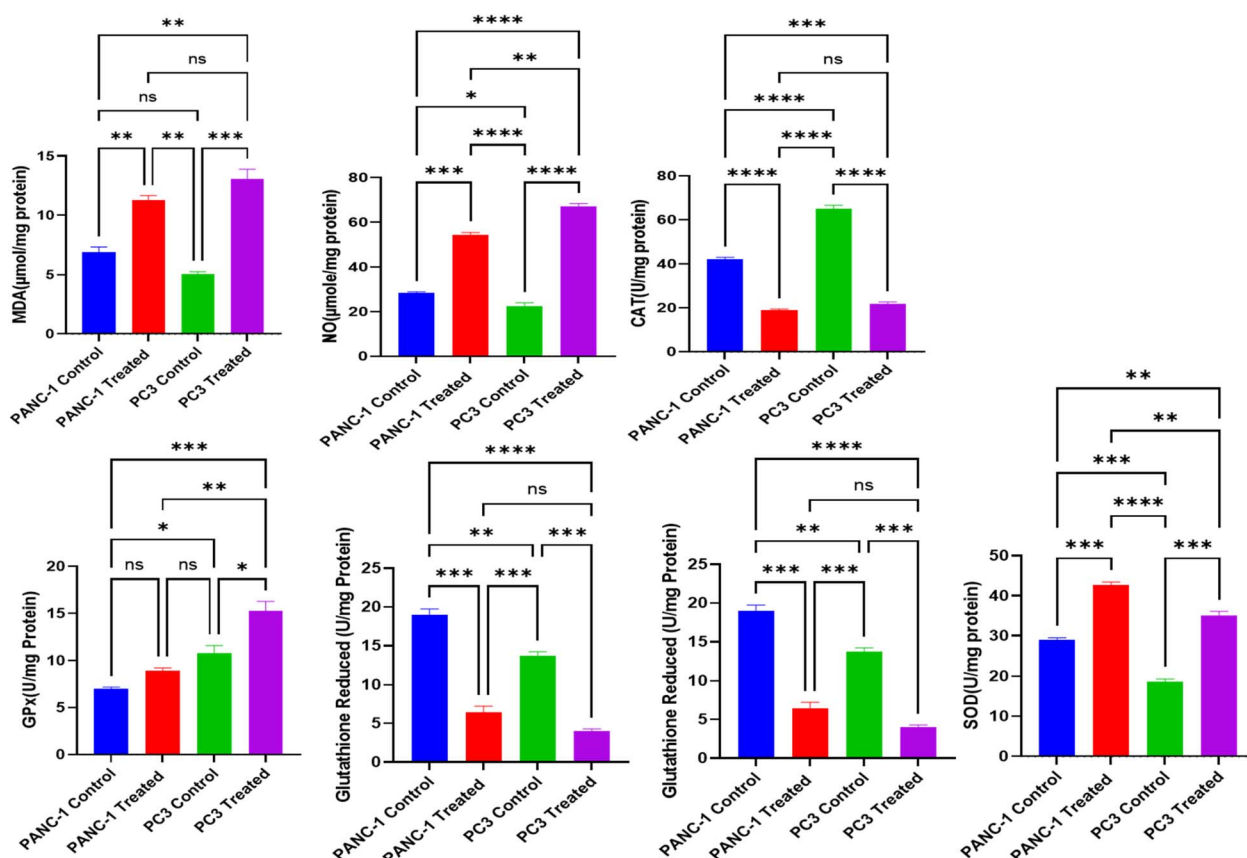 **
ns
ns
** ** ***
MDA(µmol/mg protein)
15
10
5
0
PANC-1 Control
PANC-1 Treated
PC3 Control
PC3 Treated
****
**
*
****
*** ****
NO(µmole/mg protein)
80
60
40
20
0
PANC-1 Control
PANC-1 Treated
PC3 Control
PC3 Treated
***
ns
****
****
**** ****
CAT(U/mg protein)
80
60
40
20
0
PANC-1 Control
PANC-1 Treated
PC3 Control
PC3 Treated
***
**
*
ns ns *
GPx(U/mg Protein)
20
15
10
5
0
PANC-1 Control
PANC-1 Treated
PC3 Control
PC3 Treated
****
ns
** ***
*** ***
Glutathione Reduced (U/mg Protein)
25
20
15
10
5
0
PANC-1 Control
PANC-1 Treated
PC3 Control
PC3 Treated
****
ns
** ***
*** ***
Glutathione Reduced (U/mg Protein)
25
20
15
10
5
0
PANC-1 Control
PANC-1 Treated
PC3 Control
PC3 Treated
**
**
***
****
*** ***
SOD(U/mg protein)
50
40
30
20
10
0
PANC-1 Control
PANC-1 Treated
PC3 Control
PC3 Treated